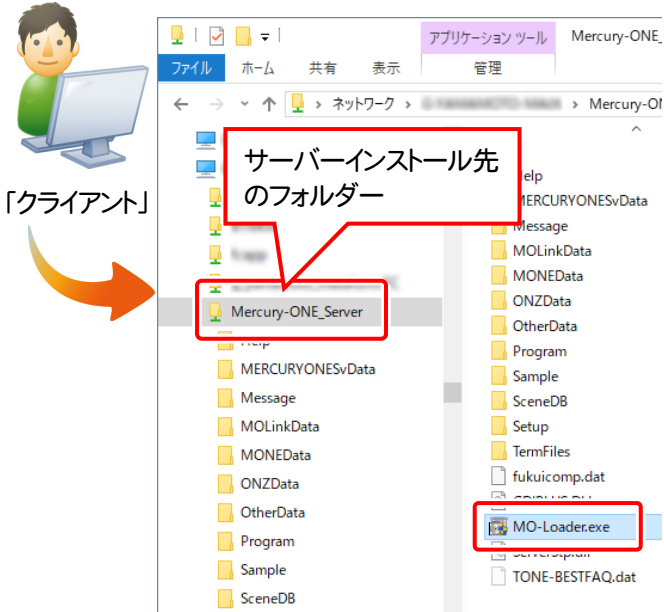 アプリケーション ツール
Mercury-ONE_
ファイル
ホーム
共有
表示
管理
ネットワーク
Mercury-O
「クライアント」
サーバーインストール先
のフォルダー
Mercury-ONE_Server
Help
MERCURYONESvData
Message
MOLinkData
MONEData
ONZData
OtherData
Program
Sample
SceneDB
elp
MERCURYONESvData
Message
MOLinkData
MONEData
ONZData
OtherData
Program
Sample
SceneDB
Setup
TermFiles
fukuicomp.dat
MO-Loader.exe
TONE-BESTFAQ.dat